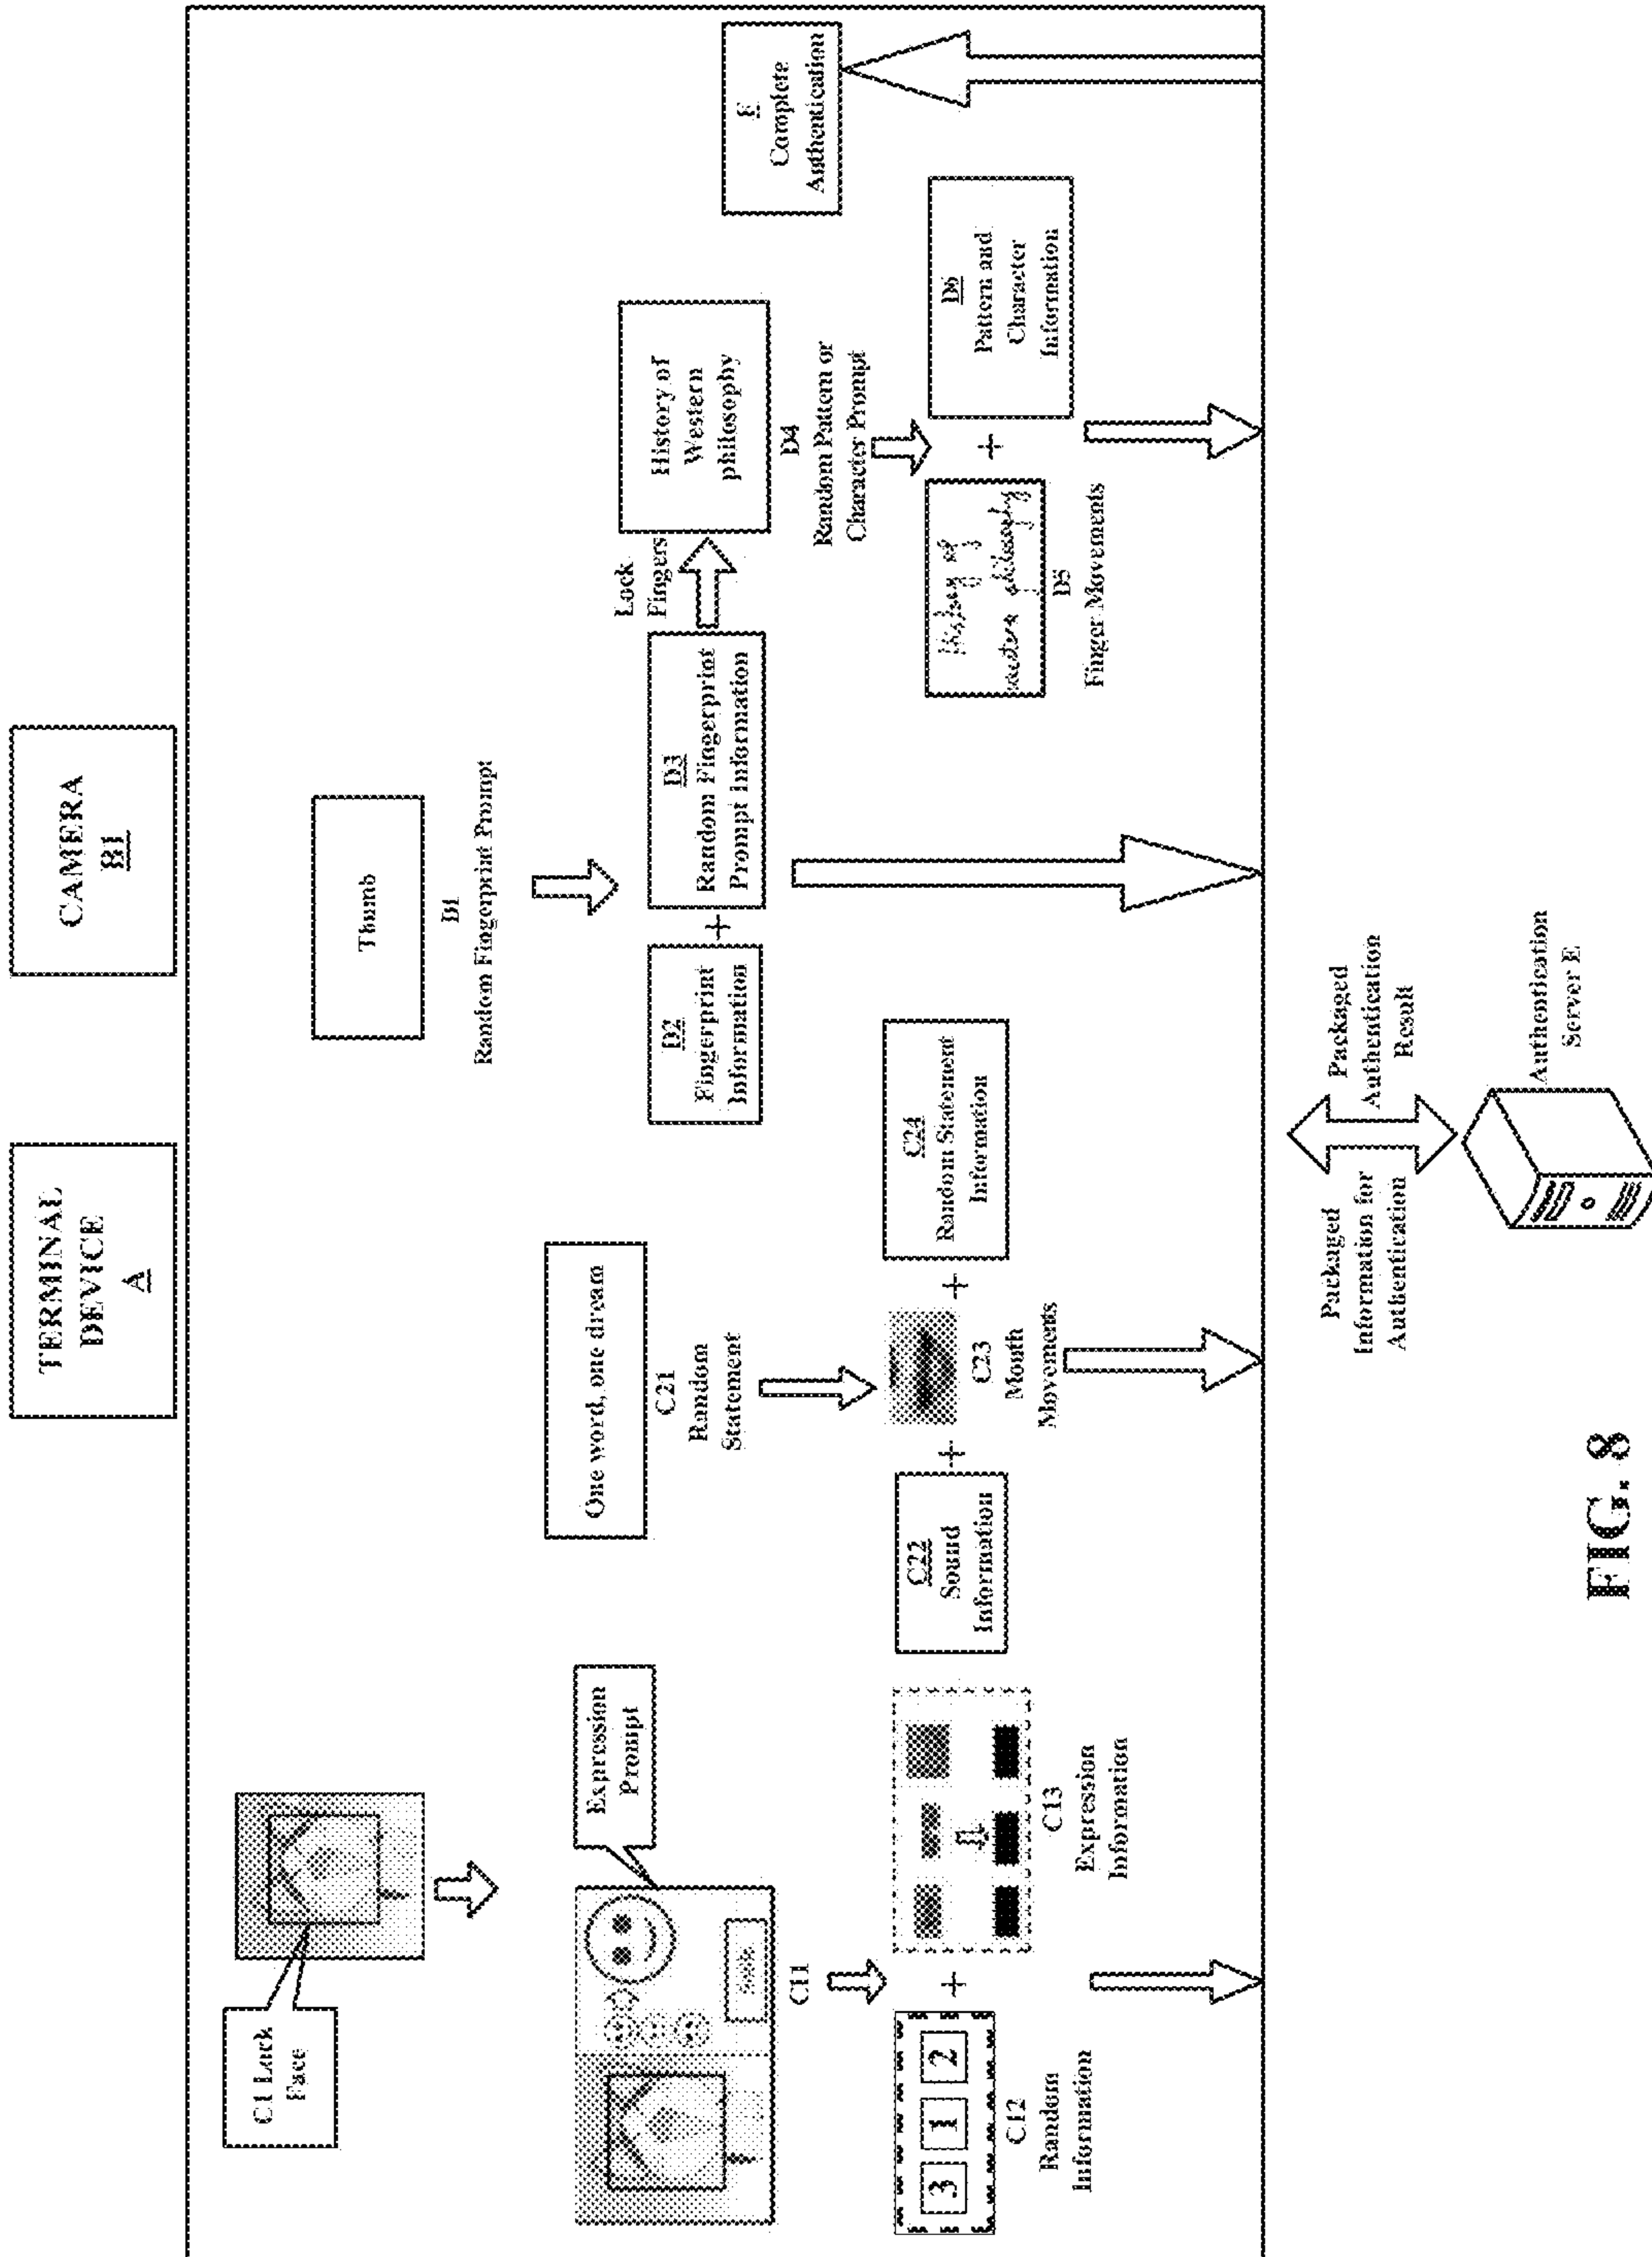 TERMINAL
DEVICE
A
CAMERA
B1
C1 Lock
Face
Expression
Prompt
C11
3 1 2
C12
Random
Information
C13
Expression
Information
One word, one dream
C21
Random
Statement
C22
Sound
Information
+
C23
Mouth
Movements
+
C24
Random Statement
Information
+
Thumb
D1
Random Fingerprint Prompt
D2
Fingerprint
Information
+
D3
Random Fingerprint
Prompt Information
Lock
Fingers
History of
Western
philosophy
D4
Random Pattern or
Character Prompt
History of
western philosophy
D5
Finger Movements
+
D6
Pattern and
Character
Information
E
Complete
Authentication
Packaged
Information for
Authentication
Packaged
Authentication
Result
Authentication
Server E
FIG. 8